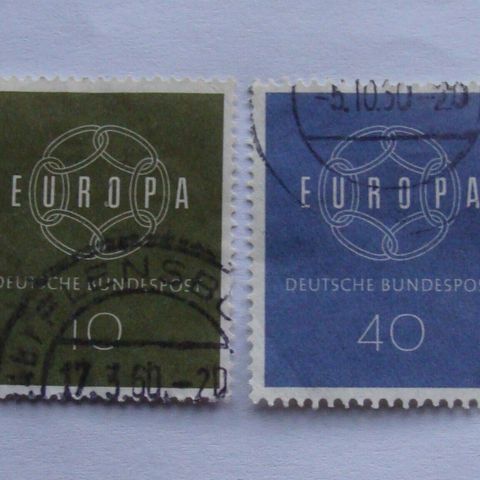 EUROPA
DEUTSCHE BUNDESPOST
10
17.3.60.-20
-5.10.60-20
EUROPA
DEUTSCHE BUNDESPOST
40